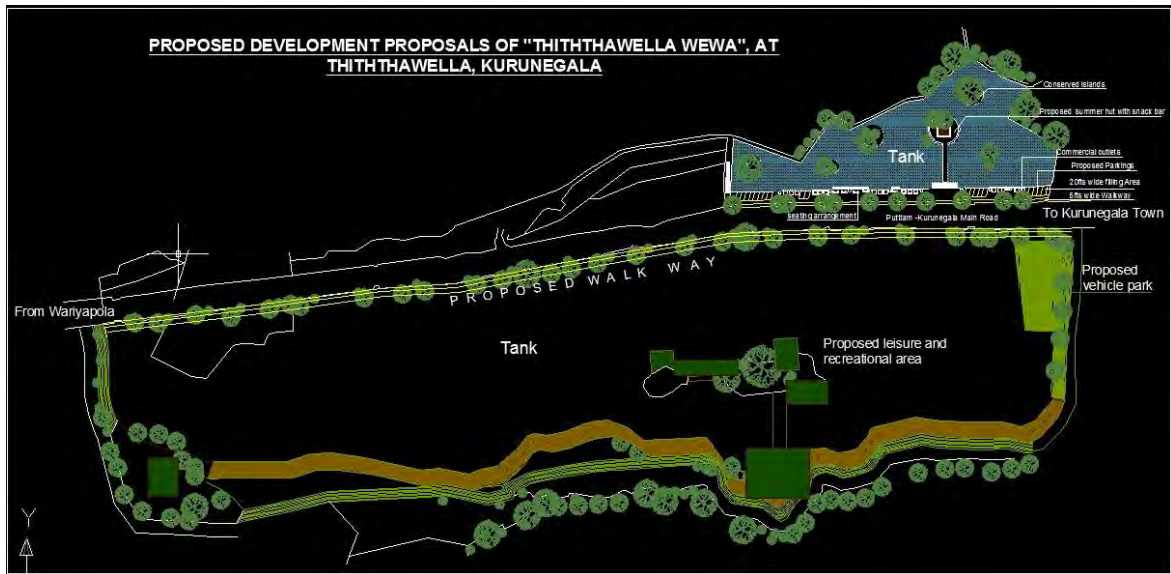 PROPOSED DEVELOPMENT PROPOSALS OF "THITHTHAWELLA WEWA", AT
THITHTHAWELLA, KURUNEGALA
Conserved Islands
Proposed summer hut with snack bar
Tank
Commercial outlets
Proposed Parkings
20fts wide filling Area
6fts wide Walkway
seating arrangement
Puttlam -Kurunegala Main Road
To Kurunegala Town
PROPOSED WALK WAY
Proposed
vehicle park
From Wariyapola
Tank
Proposed leisure and
recreational area
Y